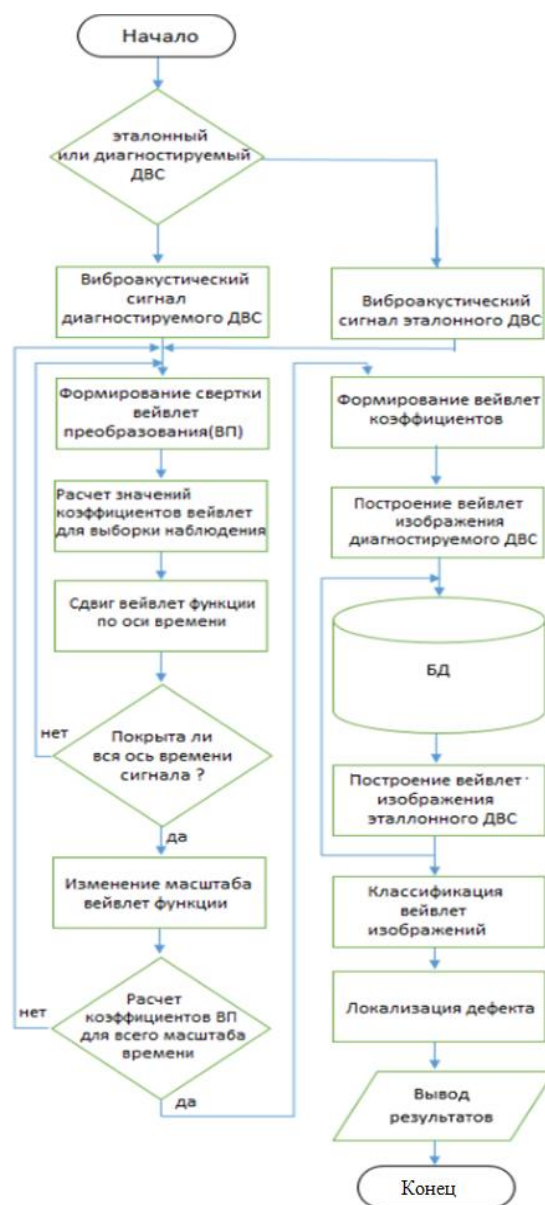 Начало
эталонный
или диагностируемый
ДВС
Виброакустический
сигнал
диагностируемого ДВС
Виброакустический
сигнал эталонного ДВС
Формирование свертки
вейвлет
преобразования(ВП)
Расчет значений
коэффициентов вейвлет
для выборки наблюдения
Сдвиг вейвлет функции
по оси времени
нет
Покрыта ли
вся ось времени
сигнала ?
да
Изменение масштаба
вейвлет функции
нет
Расчет
коэффициентов ВП
для всего масштаба
времени
да
Формирование вейвлет
коэффициентов
Построение вейвлет
изображения
диагностируемого ДВС
БД
Построение вейвлет
изображения
эталлонного ДВС
Классификация
вейвлет
изображений
Локализация дефекта
Вывод
результатов
Конец